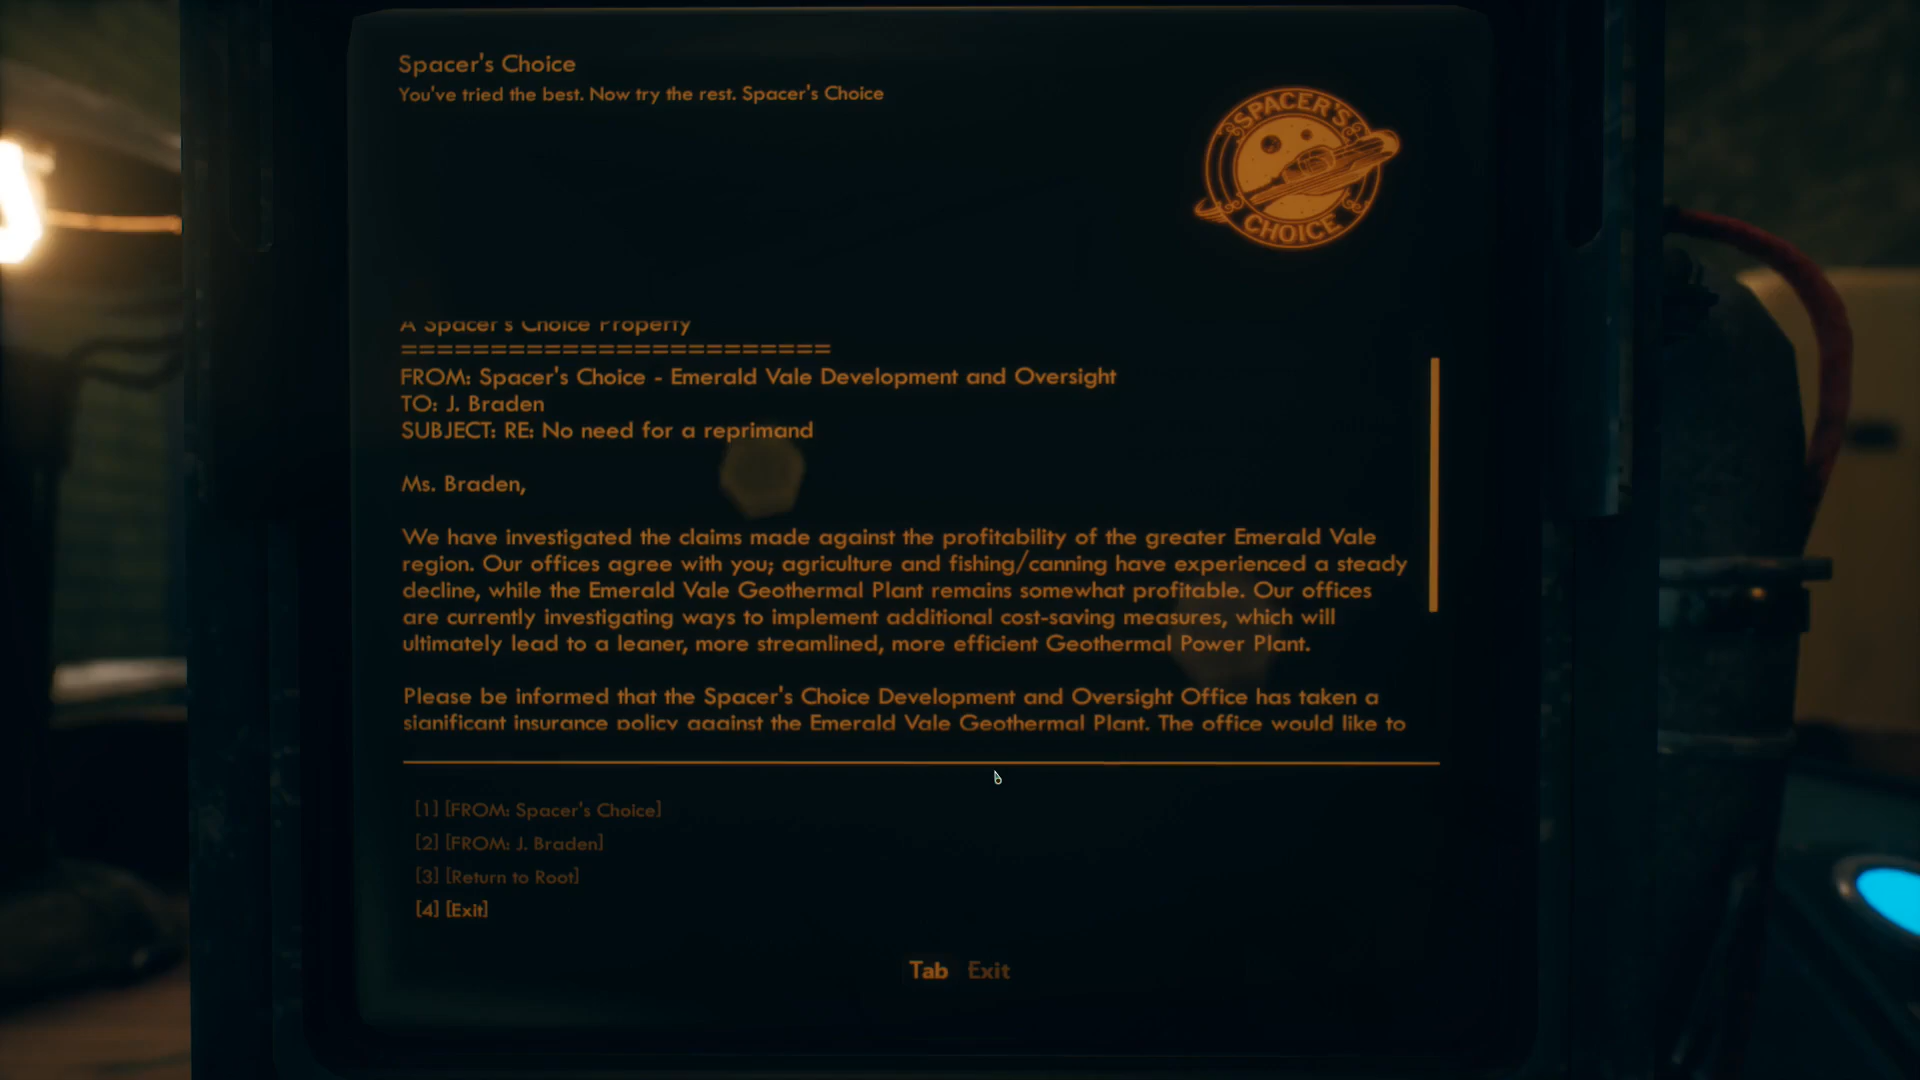 Spacer's Choice
You've tried the best. Now try the rest. Spacer's Choice
SPACER'S
CHOICE
A Spacer's Choice Property
========================
FROM: Spacer's Choice - Emerald Vale Development and Oversight
TO: J. Braden
SUBJECT: RE: No need for a reprimand
Ms. Braden,
We have investigated the claims made against the profitability of the greater Emerald Vale
region. Our offices agree with you; agriculture and fishing/canning have experienced a steady
decline, while the Emerald Vale Geothermal Plant remains somewhat profitable. Our offices
are currently investigating ways to implement additional cost-saving measures, which will
ultimately lead to a leaner, more streamlined, more efficient Geothermal Power Plant.
Please be informed that the Spacer's Choice Development and Oversight Office has taken a
significant insurance policy against the Emerald Vale Geothermal Plant. The office would like to
[1] [FROM: Spacer's Choice]
[2] [FROM: J. Braden]
[3] [Return to Root]
[4] [Exit]
Tab Exit